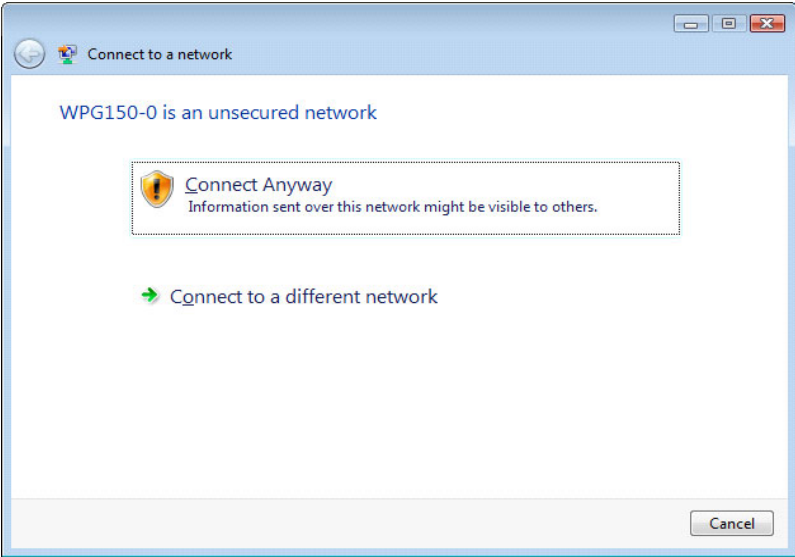 Connect to a network
WPG150-0 is an unsecured network
Connect Anyway
Information sent over this network might be visible to others.
Connect to a different network
Cancel